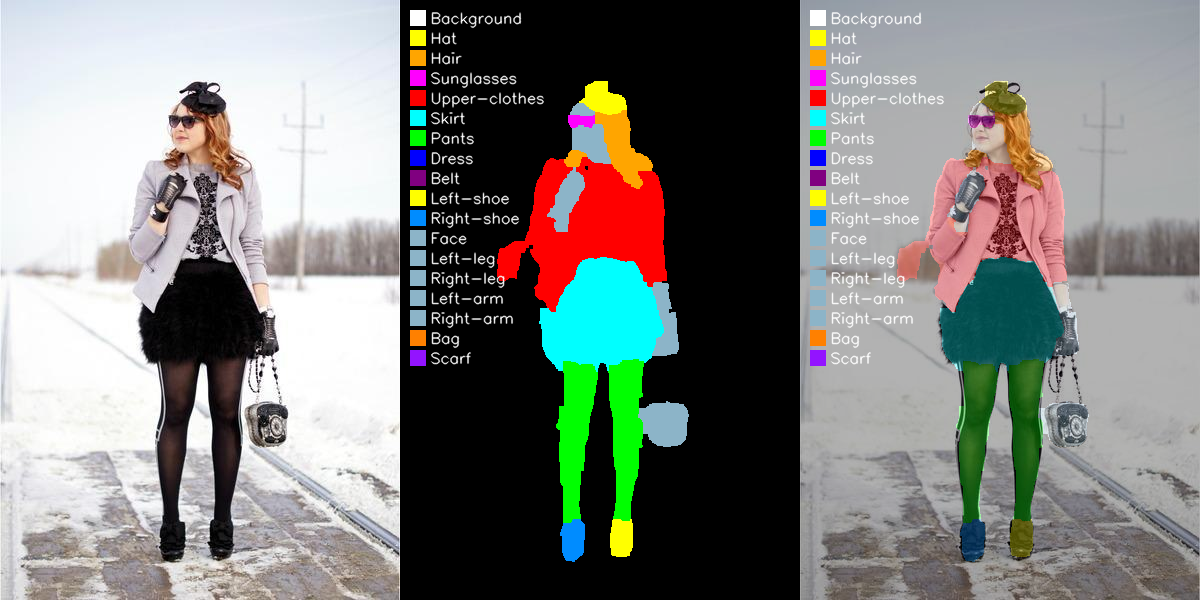 Background
Hat
Hair
Sunglasses
Upper-clothes
Skirt
Pants
Dress
Belt
Left-shoe
Right-shoe
Face
Left-leg
Right-leg
Left-arm
Right-arm
Bag
Scarf
Background
Hat
Hair
Sunglasses
Upper-clothes
Skirt
Pants
Dress
Belt
Left-shoe
Right-shoe
Face
Left-leg
Right-leg
Left-arm
Right-arm
Bag
Scarf